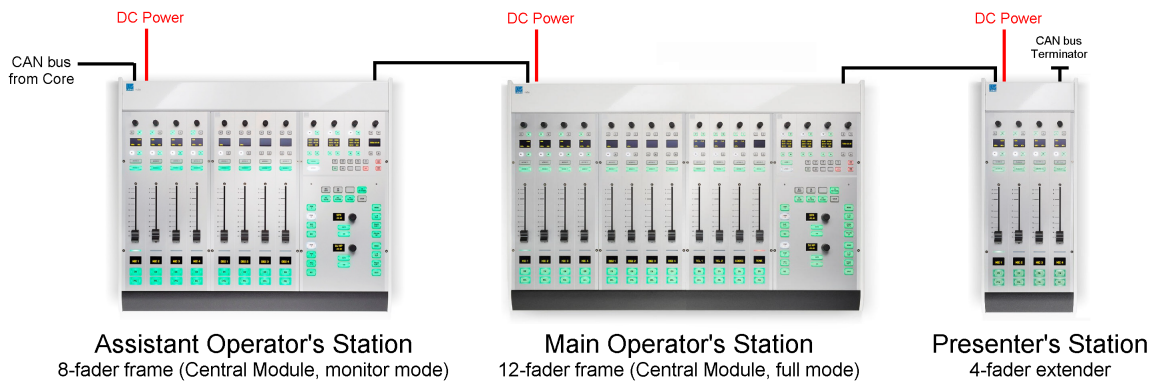 DC Power
DC Power
DC Power
CAN bus
from Core
CAN bus
Terminator
Assistant Operator's Station
8-fader frame (Central Module, monitor mode)
Main Operator's Station
12-fader frame (Central Module, full mode)
Presenter's Station
4-fader extender